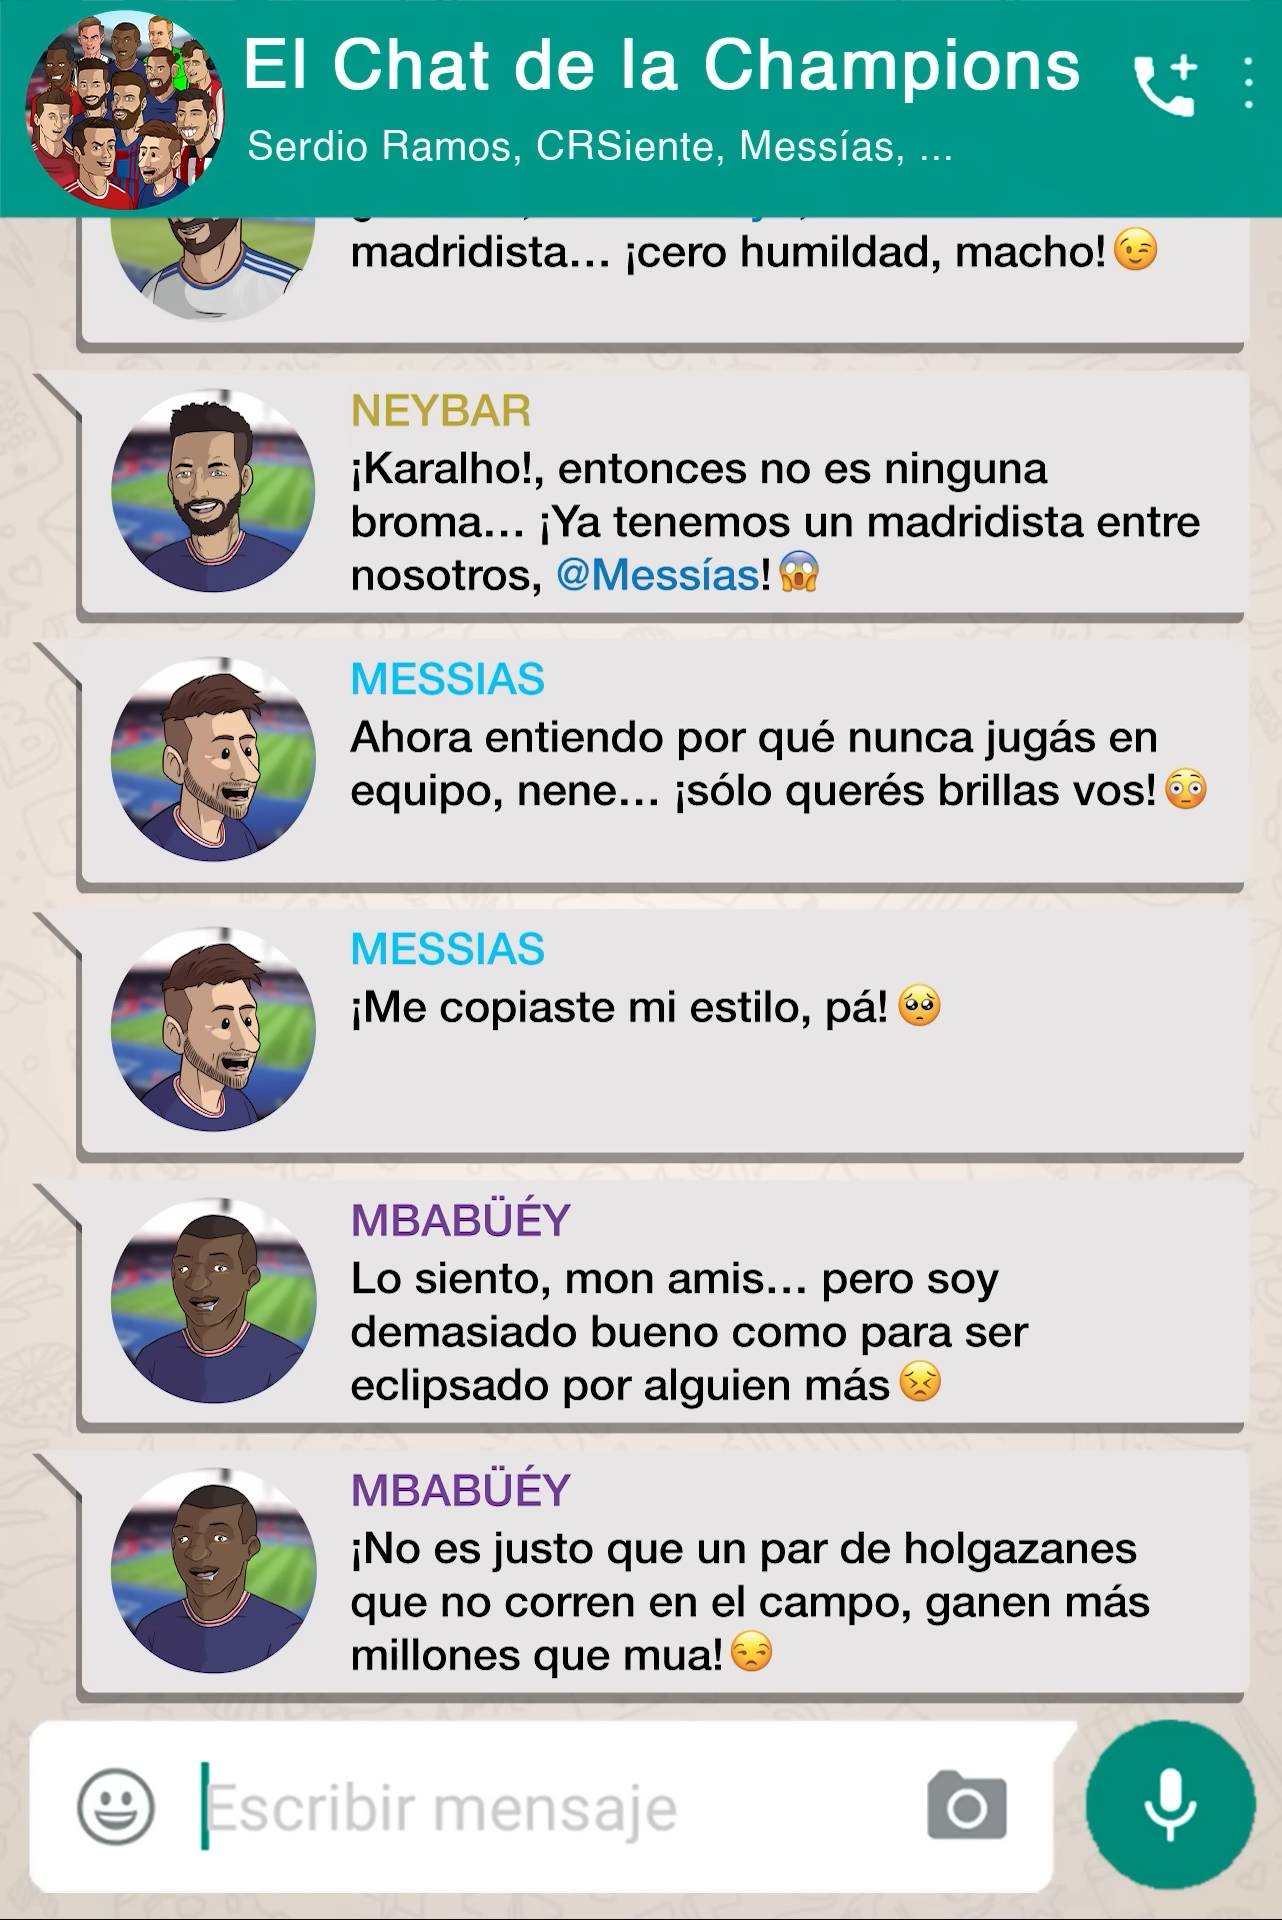 El Chat de la Champions
Serdio Ramos, CRSiente, Messías, ...
madridista... ¡cero humildad, macho!😉
NEYBAR
¡Karalho!, entonces no es ninguna
broma... ¡Ya tenemos un madridista entre
nosotros, @Messías!😱
MESSIAS
Ahora entiendo por qué nunca jugás en
equipo, nene... ¡sólo querés brillas vos!😳
MESSIAS
¡Me copiaste mi estilo, pá!🥺
MBABÜÉY
Lo siento, mon amis... pero soy
demasiado bueno como para ser
eclipsado por alguien más😣
MBABÜÉY
¡No es justo que un par de holgazanes
que no corren en el campo, ganen más
millones que mua!😒
Escribir mensaje